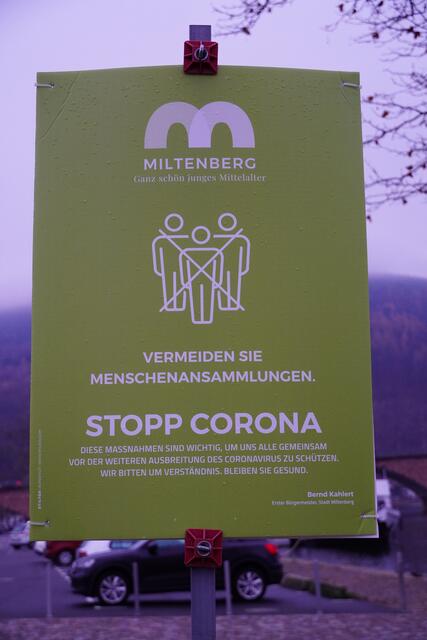 MILTENBERG
Ganz schön junges Mittelalter
VERMEIDEN SIE
MENSCHENANSAMMLUNGEN.
STOPP CORONA
DIESE MASSNAHMEN SIND WICHTIG, UM UNS ALLE GEMEINSAM
VOR DER WEITEREN AUSBREITUNG DES CORONAVIRUS ZU SCHÜTZEN.
WIR BITTEN UM VERSTÄNDNIS. BLEIBEN SIE GESUND.
Bernd Kahlert
Erster Bürgermeister, Stadt Miltenberg